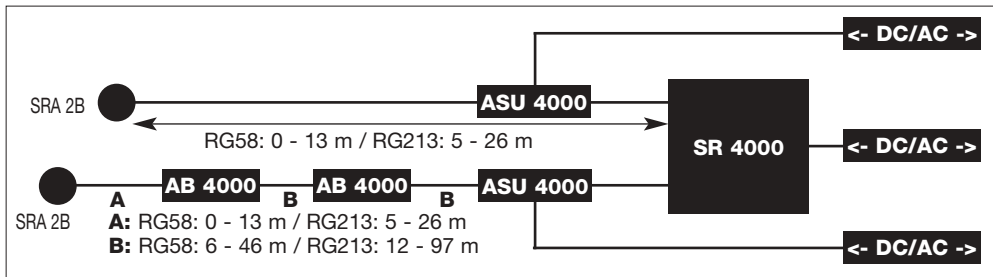 <- DC/AC ->
SRA 2B
ASU 4000
RG58: 0 - 13 m / RG213: 5 - 26 m
SR 4000
<- DC/AC ->
AB 4000
AB 4000
ASU 4000
SRA 2B
A
B
B
A: RG58: 0 - 13 m / RG213: 5 - 26 m
B: RG58: 6 - 46 m / RG213: 12 - 97 m
<- DC/AC ->